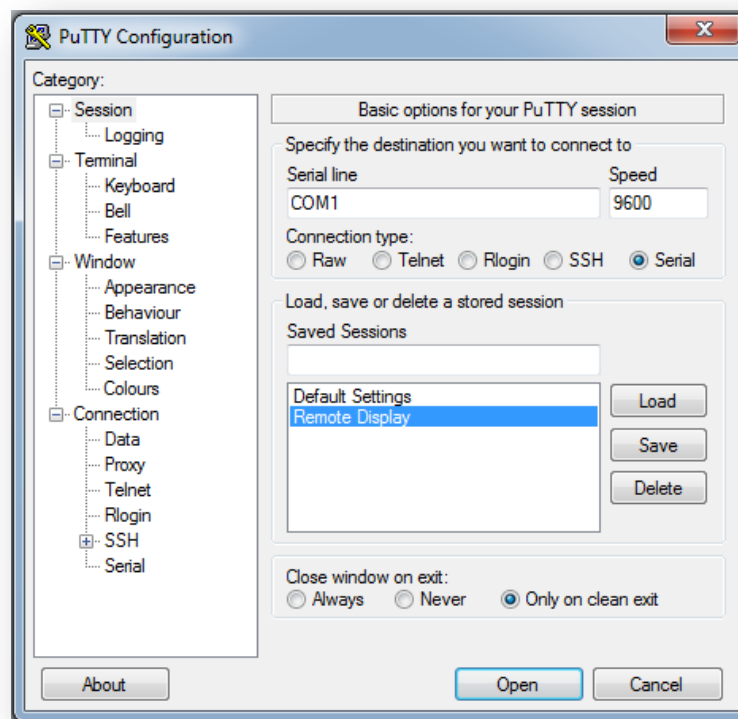 PuTTY Configuration
Category:
Session
Logging
Terminal
Keyboard
Bell
Features
Window
Appearance
Behaviour
Translation
Selection
Colours
Connection
Data
Proxy
Telnet
Rlogin
SSH
Serial
Basic options for your PuTTY session
Specify the destination you want to connect to
Serial line Speed
COM1 9600
Connection type:
Raw Telnet Rlogin SSH Serial
Load, save or delete a stored session
Saved Sessions
Default Settings
Remote Display
Load
Save
Delete
Close window on exit:
Always Never Only on clean exit
About Open Cancel